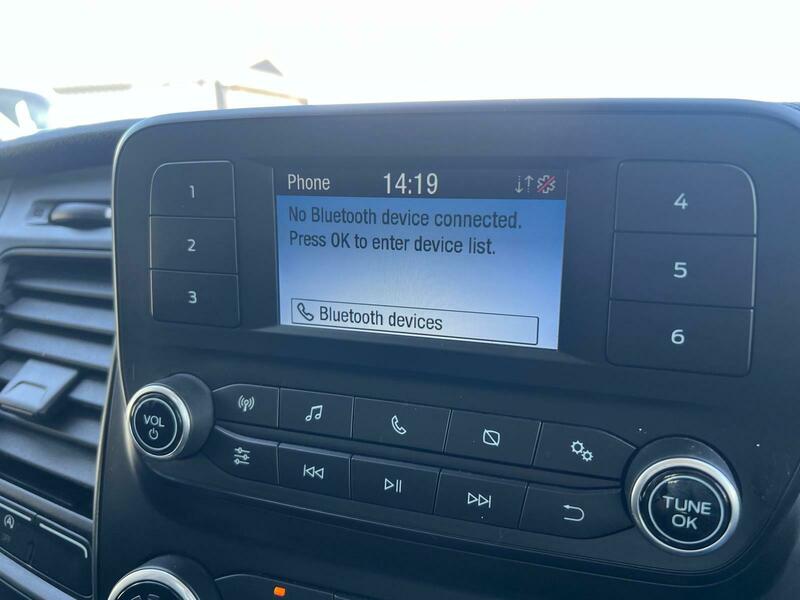 Phone 14:19
No Bluetooth device connected.
Press OK to enter device list.
Bluetooth devices
1
2
3
4
5
6
VOL
TUNE
OK
A